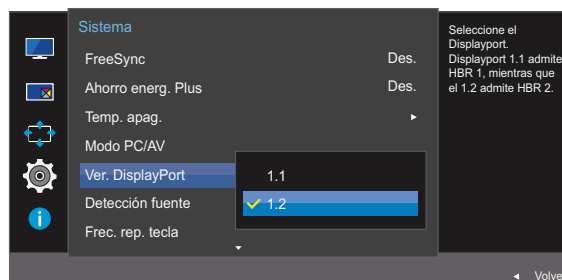 Sistema
FreeSync Des.
Ahorro energ. Plus Des.
Temp. apag.
Modo PC/AV
Ver. DisplayPort
1.1
1.2
Detección fuente
Frec. rep. tecla
Seleccione el
Displayport.
Displayport 1.1 admite
HBR 1, mientras que
el 1.2 admite HBR 2.
Volve